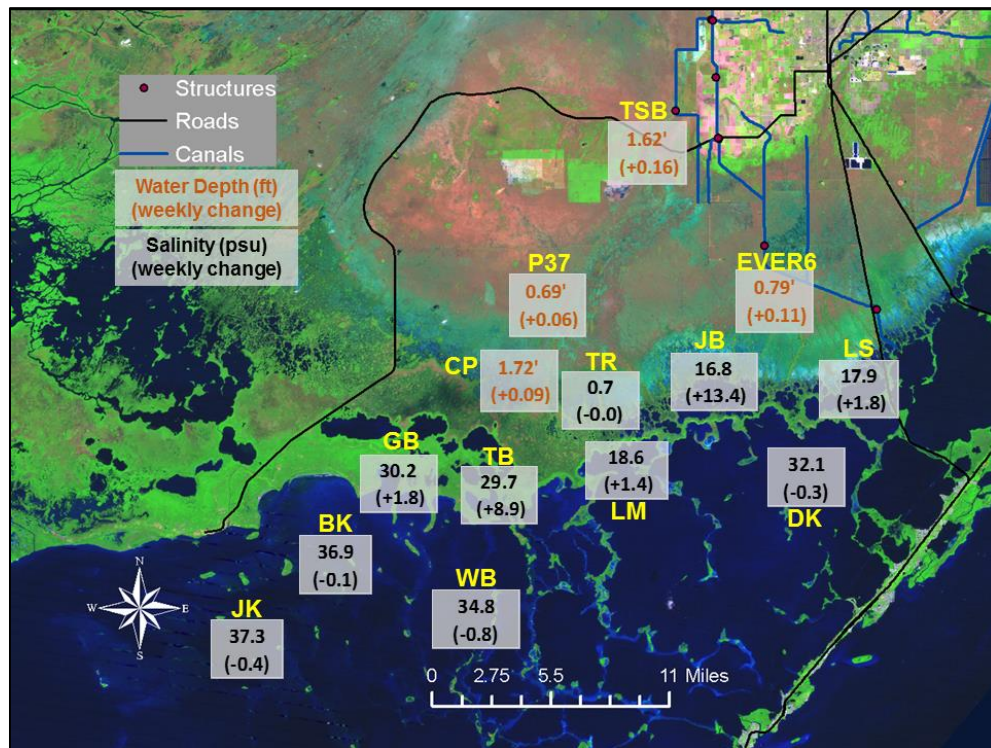 Structures
Roads
Canals
Water Depth (ft)
(weekly change)
Salinity (psu)
(weekly change)
TSB
1.62'
(+0.16)
P37
0.69'
(+0.06)
EVER6
0.79'
(+0.11)
CP
1.72'
(+0.09)
TR
0.7
(-0.0)
JB
16.8
(+13.4)
LS
17.9
(+1.8)
GB
30.2
(+1.8)
TB
29.7
(+8.9)
18.6
(+1.4)
LM
32.1
(-0.3)
DK
BK
36.9
(-0.1)
WB
34.8
(-0.8)
JK
37.3
(-0.4)
N
W E
S
0 2.75 5.5 11 Miles